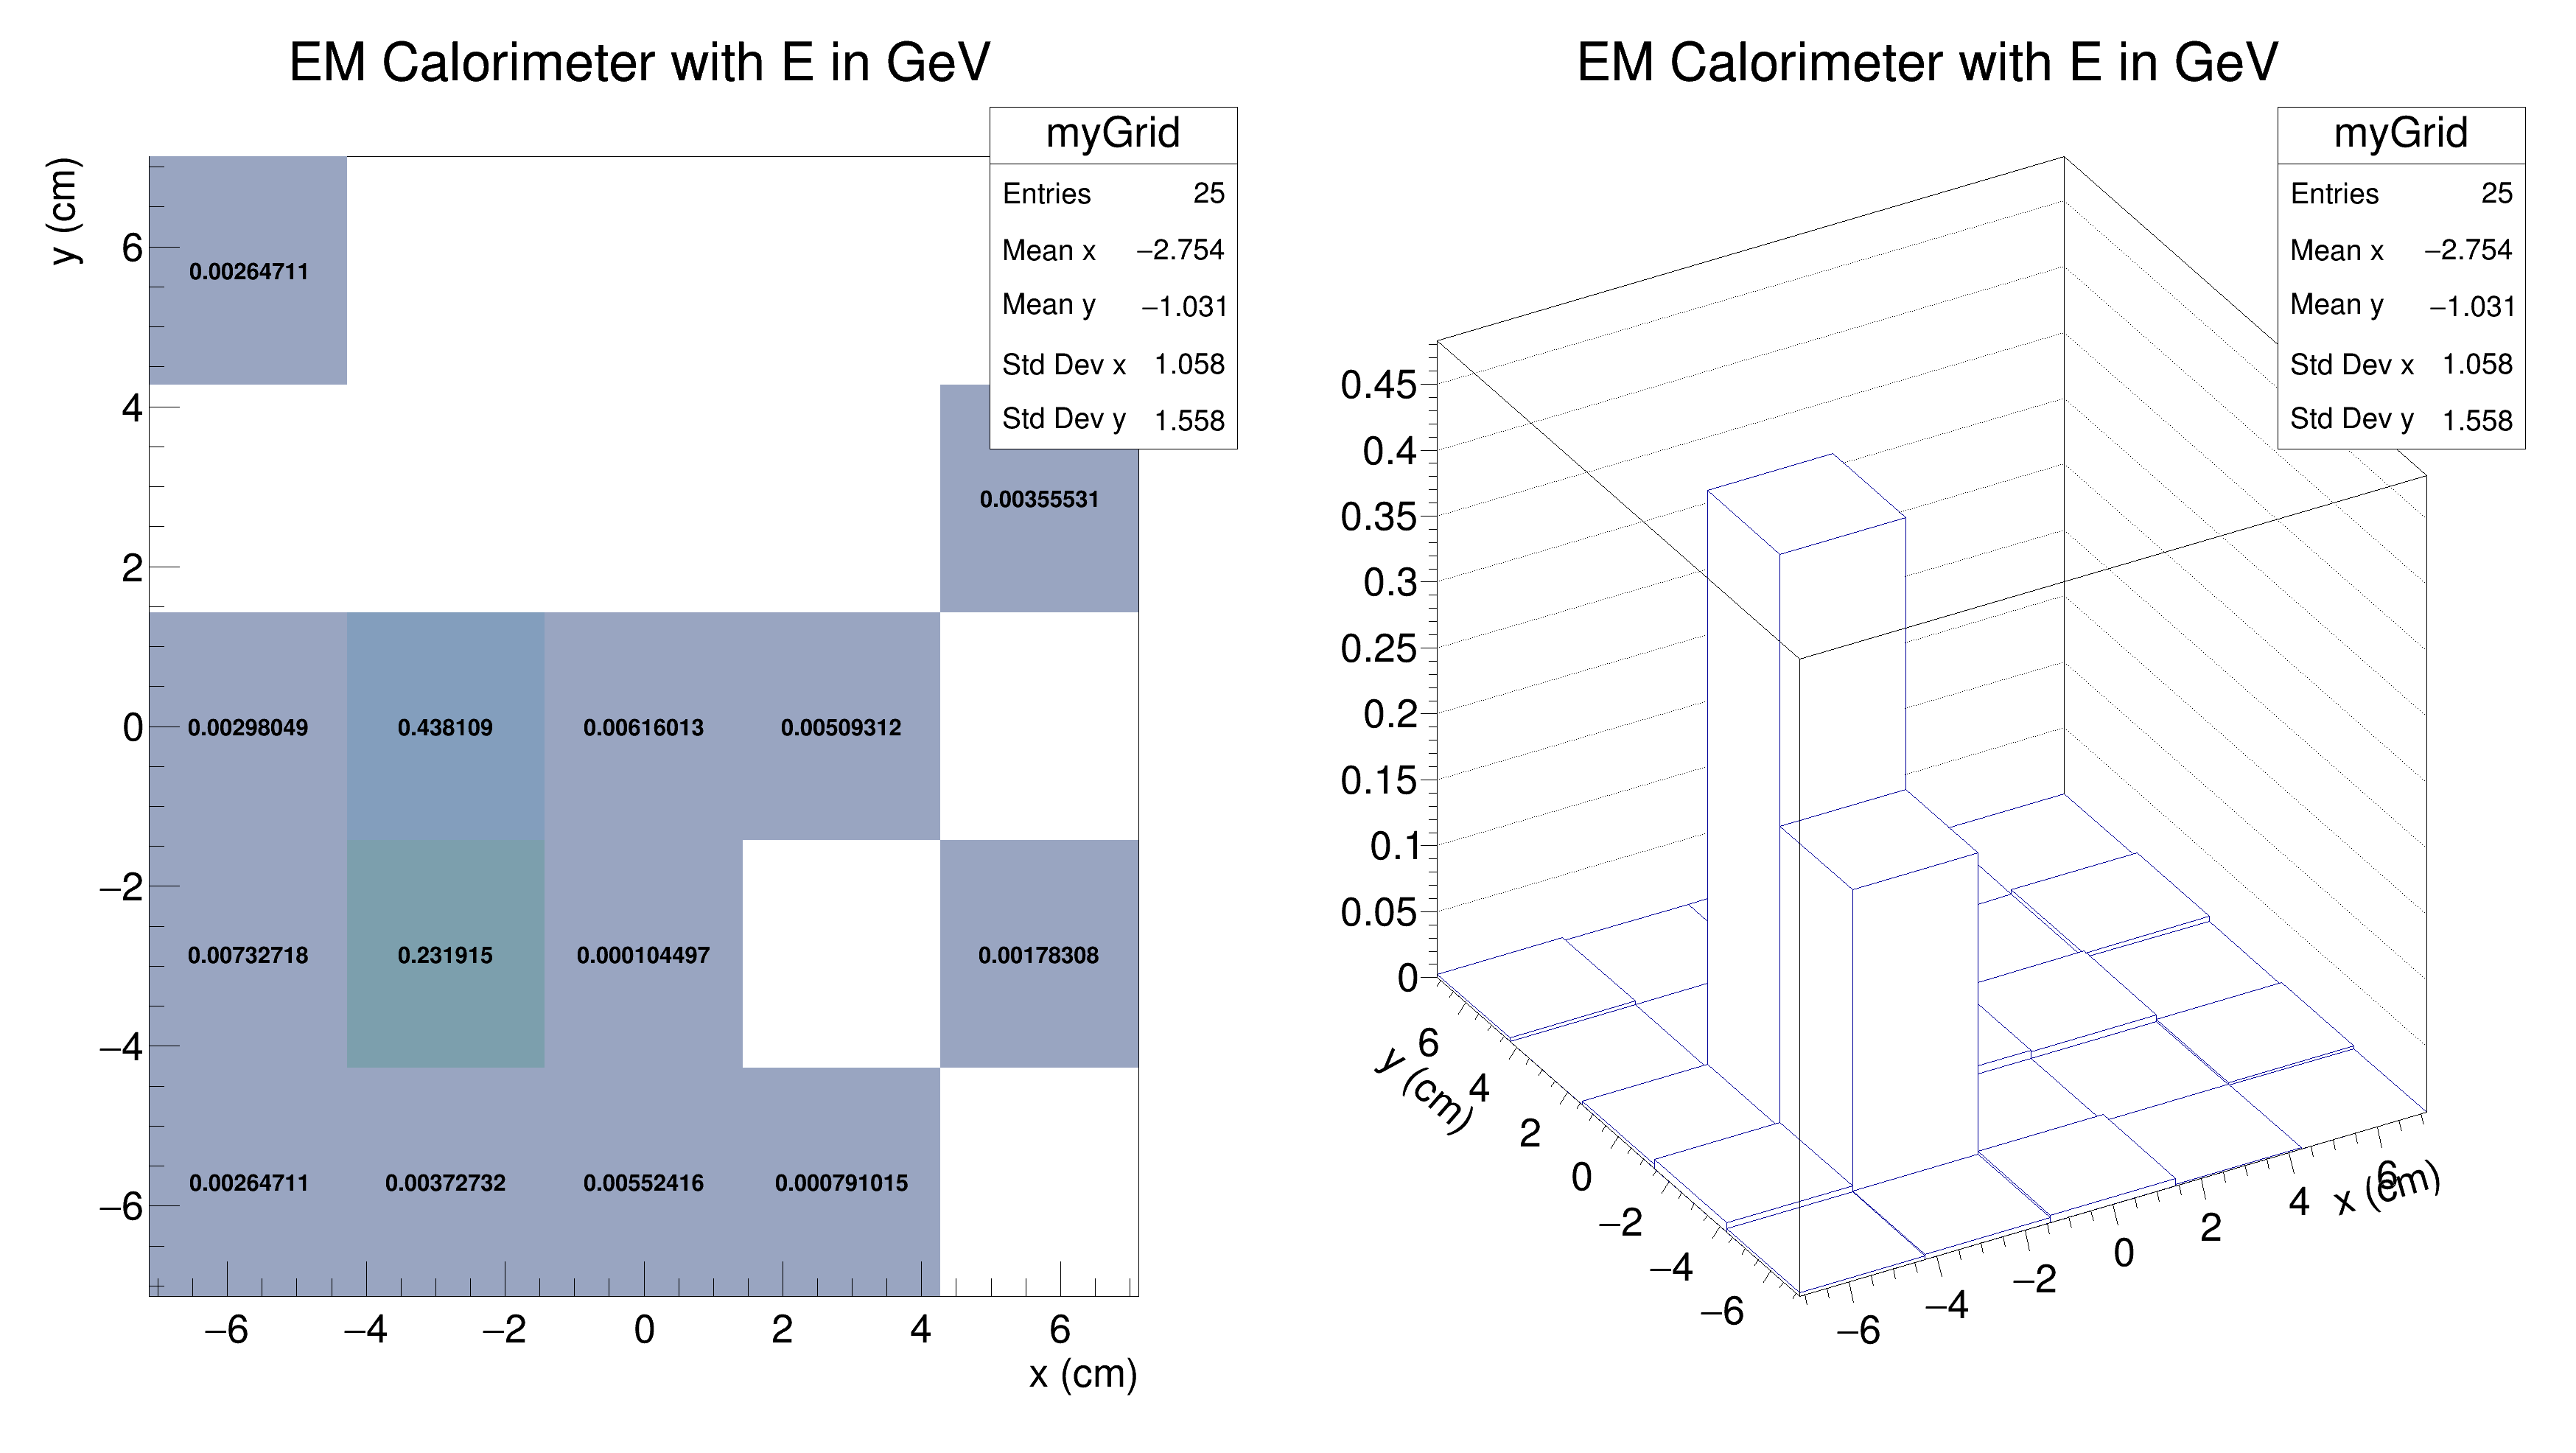 EM Calorimeter with E in GeV
myGrid
Entries 25
Mean x −2.754
Mean y −1.031
Std Dev x 1.058
Std Dev y 1.558
y (cm)
6
4
2
0
−2
−4
−6
0.00264711
0.00355531
0.00298049 0.438109 0.00616013 0.00509312
0.00732718 0.231915 0.000104497 0.00178308
0.00264711 0.00372732 0.00552416 0.000791015
−6 −4 −2 0 2 4 6
x (cm)
EM Calorimeter with E in GeV
myGrid
Entries 25
Mean x −2.754
Mean y −1.031
Std Dev x 1.058
Std Dev y 1.558
0.45
0.4
0.35
0.3
0.25
0.2
0.15
0.1
0.05
0
6
4
2
0
−2
−4
−6
y (cm)
−6 −4 −2 0 2 4 6
x (cm)